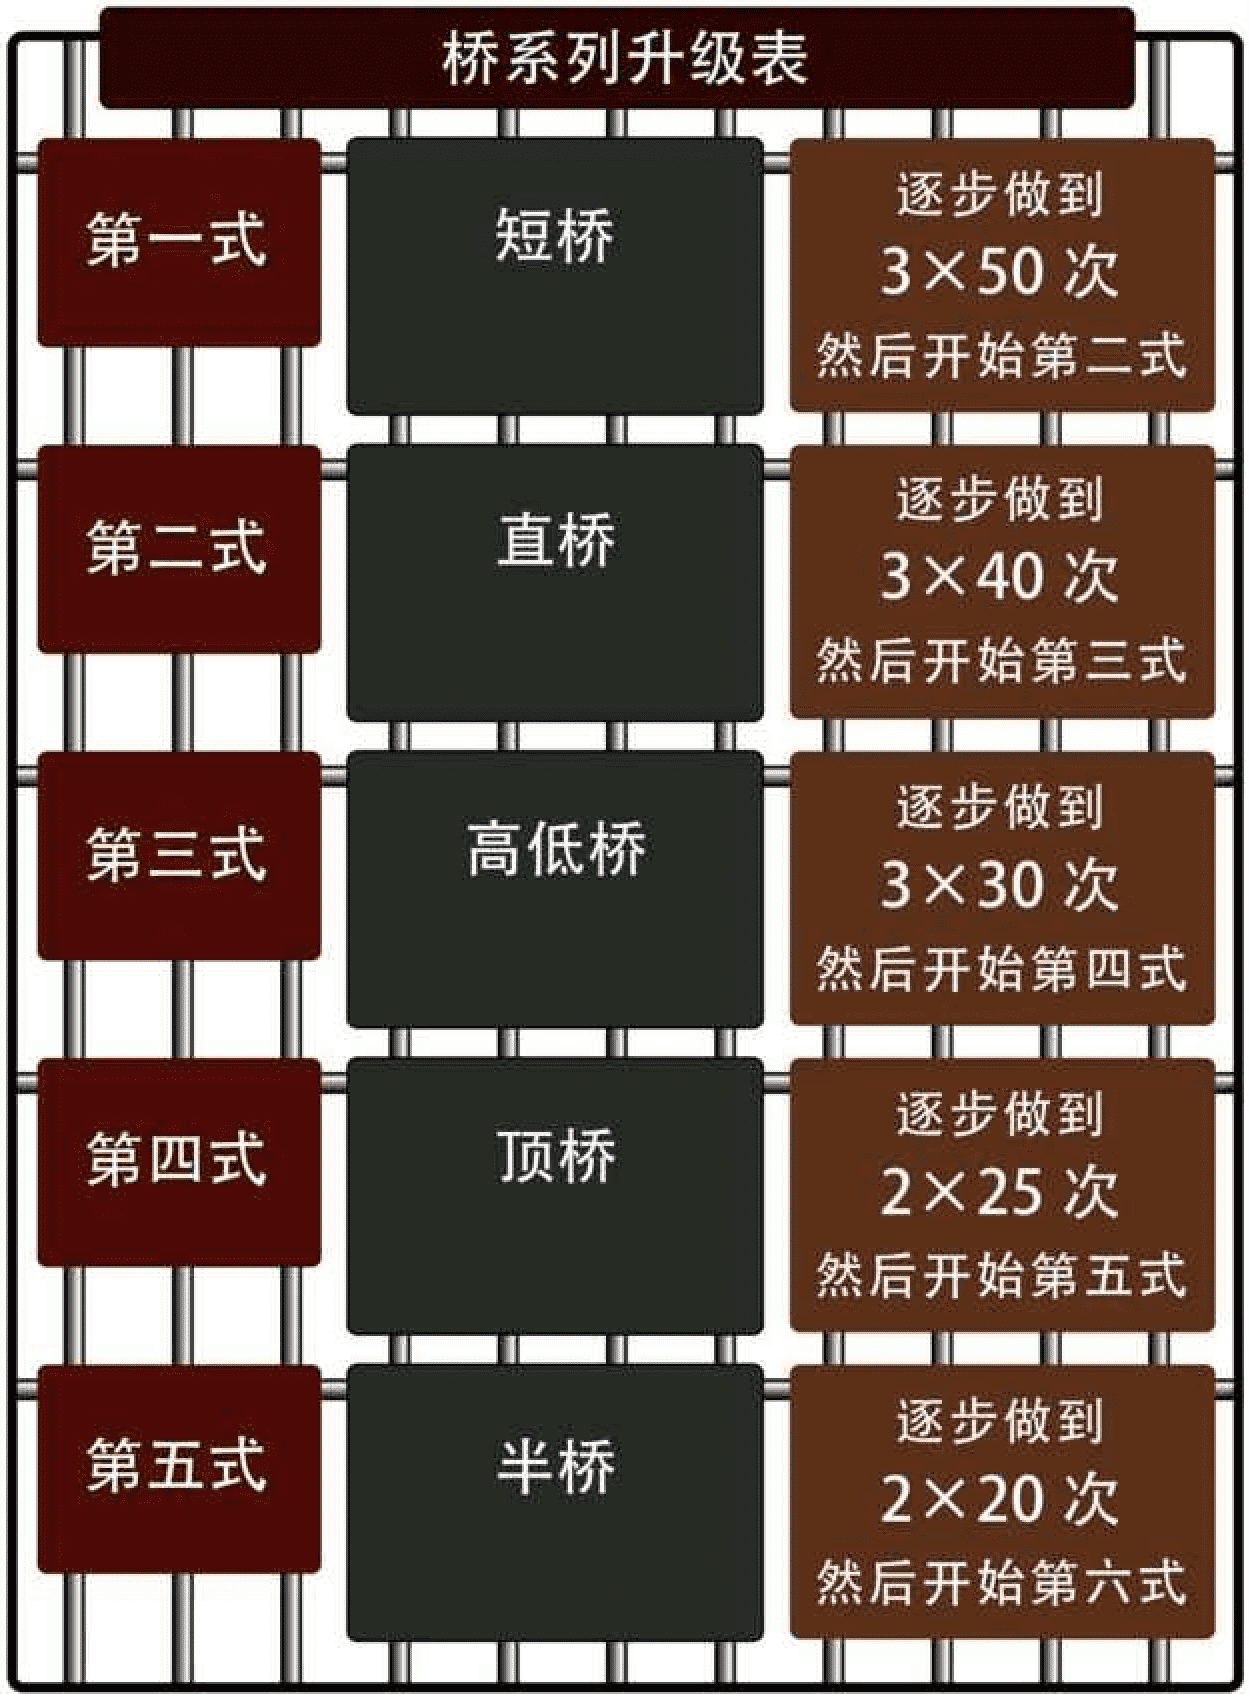 桥系列升级表
第一式
短桥
逐步做到
3×50 次
然后开始第二式
第二式
直桥
逐步做到
3×40 次
然后开始第三式
第三式
高低桥
逐步做到
3×30 次
然后开始第四式
第四式
顶桥
逐步做到
2×25 次
然后开始第五式
第五式
半桥
逐步做到
2×20 次
然后开始第六式